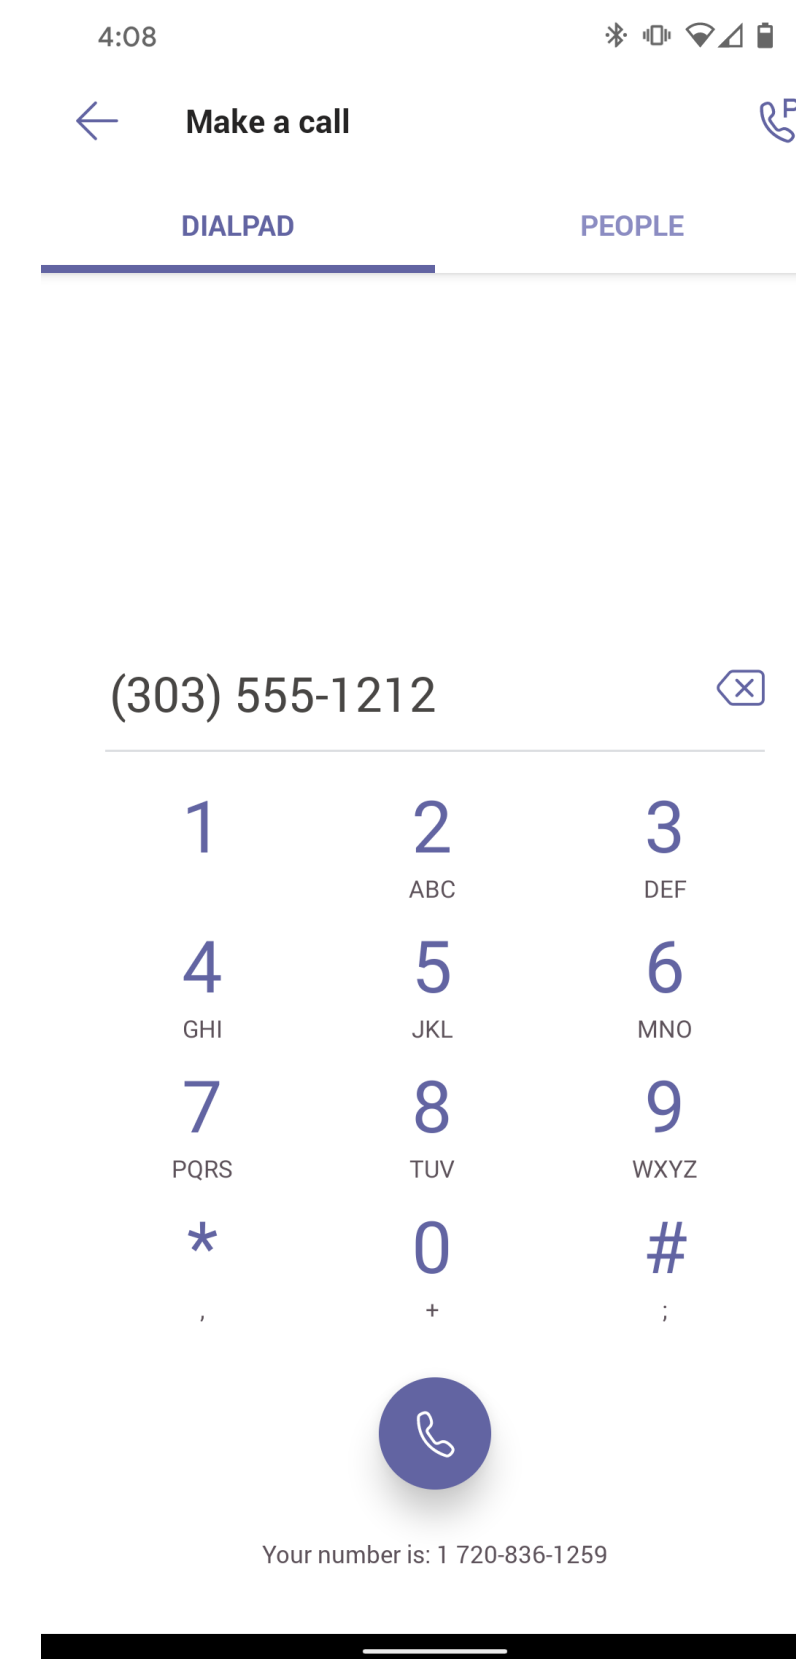 4:08
Make a call
P
DIALPAD PEOPLE
(303) 555-1212
1 2 3
ABC DEF
4 5 6
GHI JKL MNO
7 8 9
PQRS TUV WXYZ
* 0 #
, + ;
Your number is: 1 720-836-1259